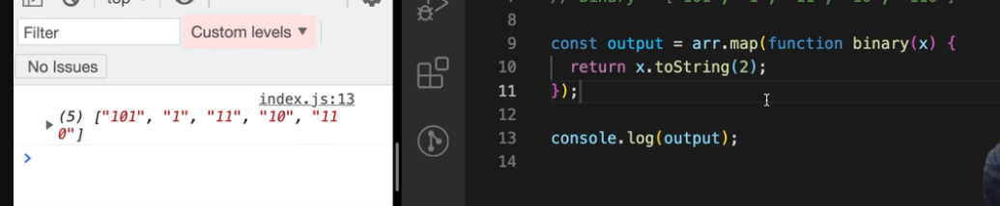 top
Filter
Custom levels ▼
No Issues
index.js:13
(5) ["101", "1", "11", "10", "11
0"]
8
9 const output = arr.map(function binary(x) {
10 return x.toString(2);
11 });
12
13 console.log(output);
14